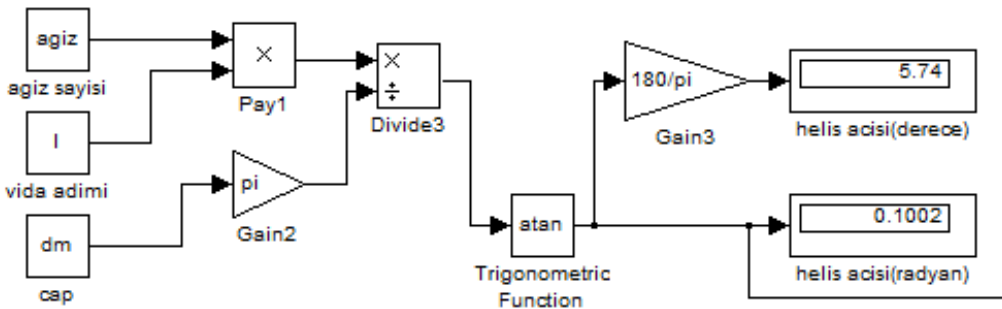 agiz
agiz sayisi
l
vida adimi
dm
cap
×
Pay1
pi
Gain2
×
÷
Divide3
atan
Trigonometric
Function
180/pi
Gain3
5.74
helis acisi(derece)
0.1002
helis acisi(radyan)